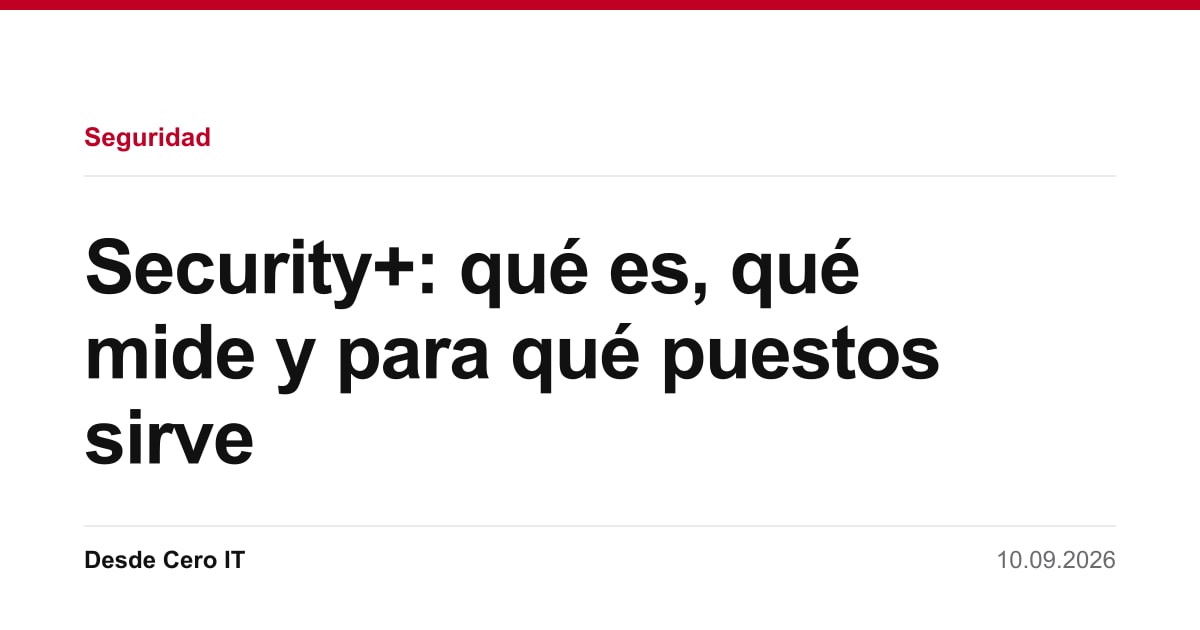 Seguridad
Security+: qué es, qué
mide y para qué puestos
sirve
Desde Cero IT
10.09.2026